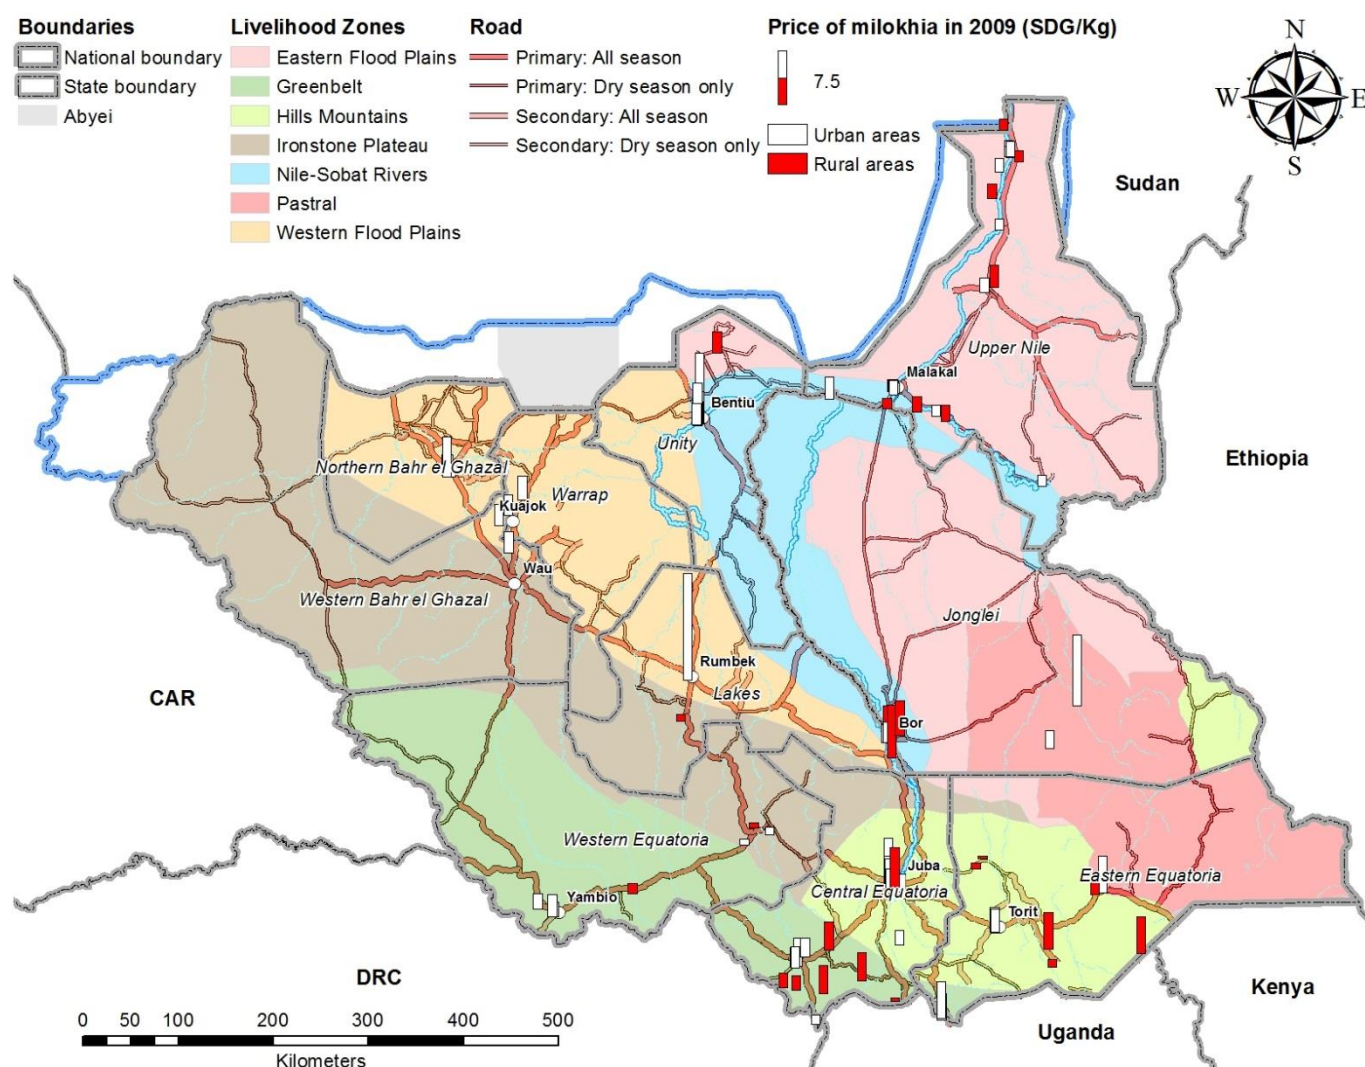 Boundaries
National boundary
State boundary
Abyei
Livelihood Zones
Eastern Flood Plains
Greenbelt
Hills Mountains
Ironstone Plateau
Nile-Sobat Rivers
Pastral
Western Flood Plains
Road
Primary: All season
Primary: Dry season only
Secondary: All season
Secondary: Dry season only
Price of milokhia in 2009 (SDG/Kg)
7.5
Urban areas
Rural areas
N
W E
S
Sudan
Upper Nile
Malakal
Bentiu
Unity
Ethiopia
Northern Bahr el Ghazal
Warrap
Kuajok
Wau
Western Bahr el Ghazal
Jonglei
Rumbek
Lakes
CAR
Bor
Western Equatoria
Juba
Central Equatoria
Eastern Equatoria
Yambio
Torit
DRC
Kenya
Uganda
0 50 100 200 300 400 500
Kilometers